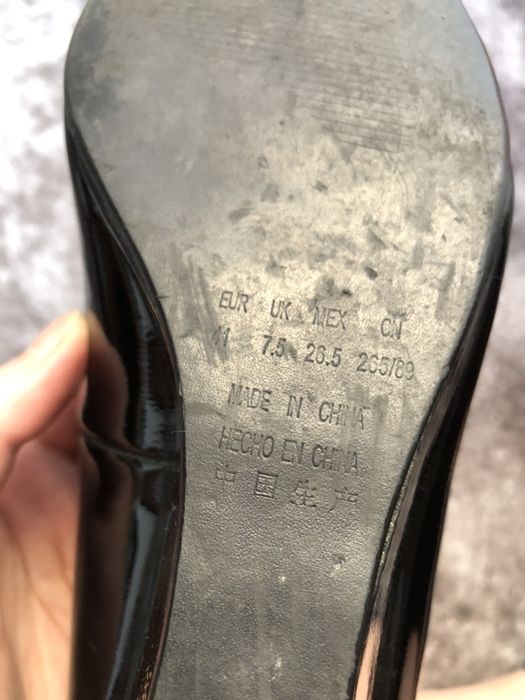 EUR UK MEX CN
41 7.5 26.5 265/89
MADE IN CHINA
HECHO EN CHINA
中国生产